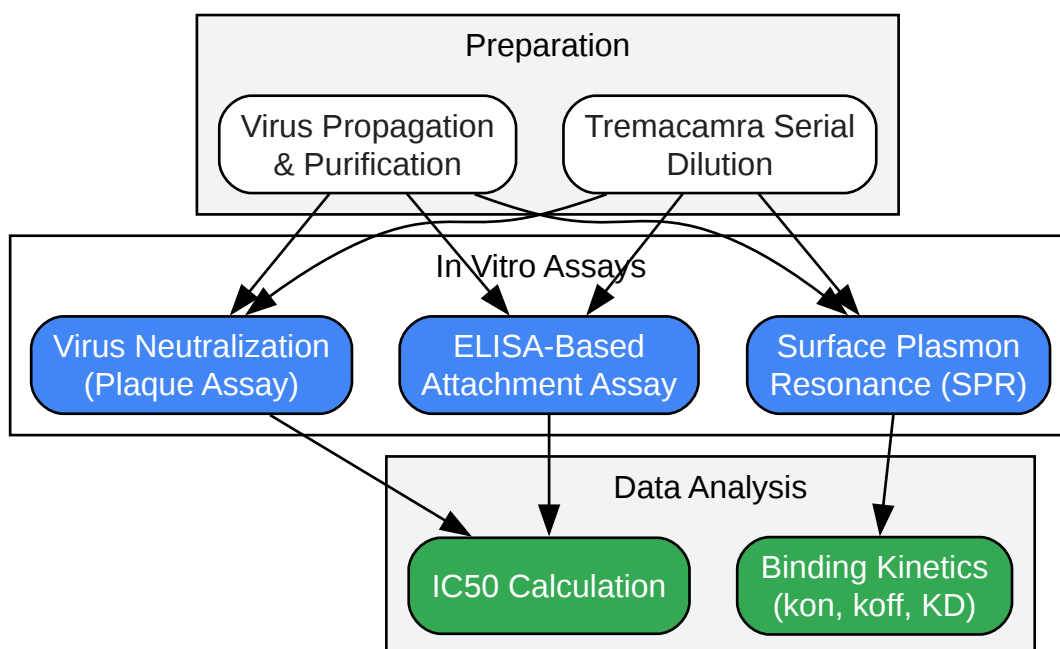 Preparation
Virus Propagation
& Purification
Tremacamra Serial
Dilution
In Vitro Assays
Virus Neutralization
(Plaque Assay)
ELISA-Based
Attachment Assay
Surface Plasmon
Resonance (SPR)
Data Analysis
IC50 Calculation
Binding Kinetics
(kon, koff, KD)